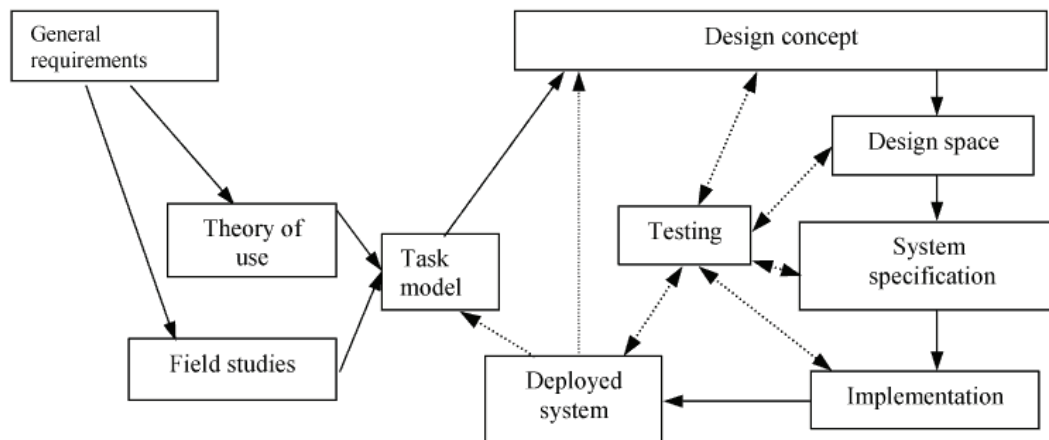 General
requirements
Design concept
Design space
Theory of
use
Testing
Task
model
System
specification
Field studies
Deployed
system
Implementation